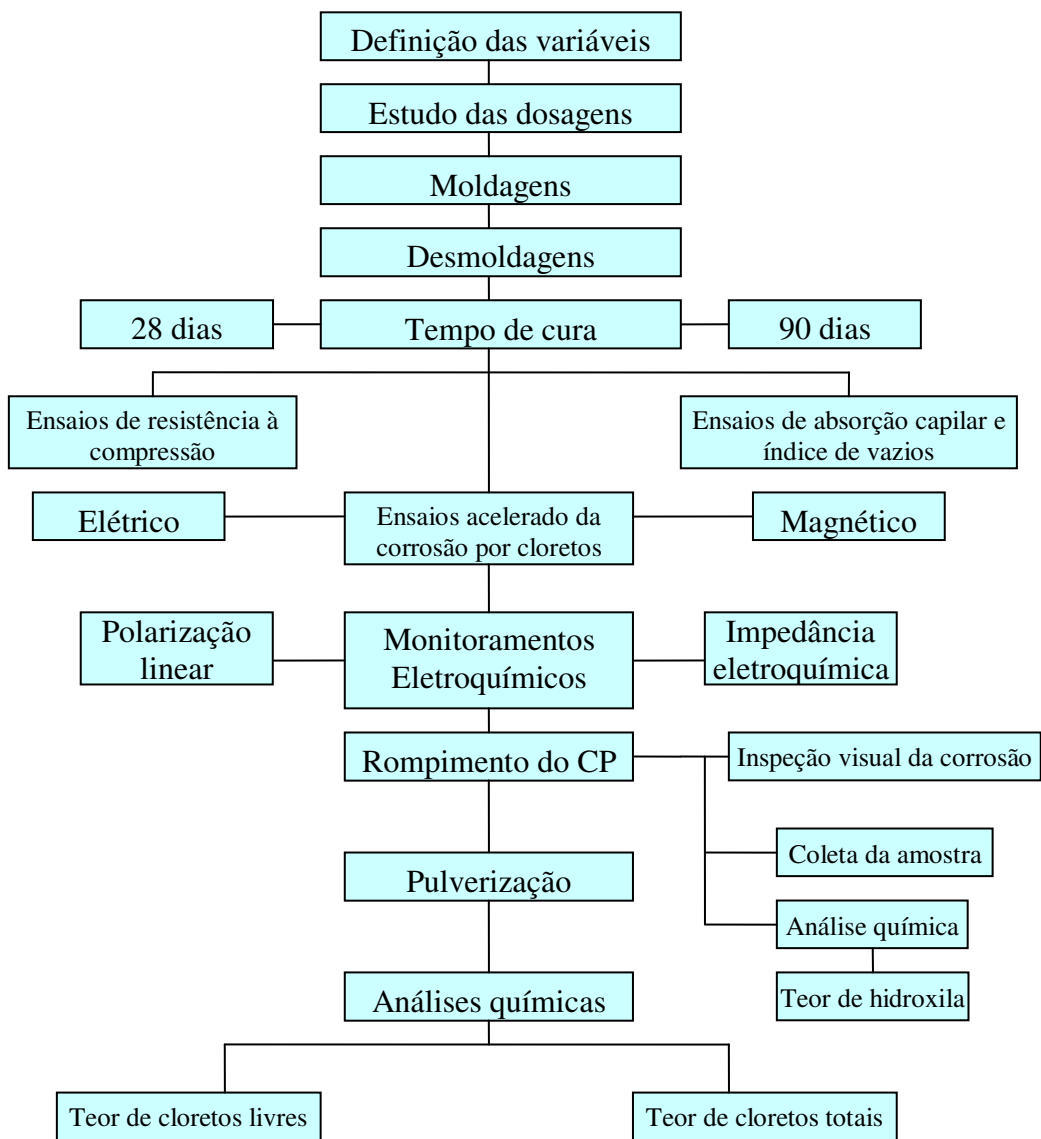 Definição das variáveis
Estudo das dosagens
Moldagens
Desmoldagens
28 dias
Tempo de cura
90 dias
Ensaios de resistência à
compressão
Ensaios de absorção capilar e
índice de vazios
Elétrico
Ensaios acelerado da
corrosão por cloretos
Magnético
Polarização
linear
Monitoramentos
Eletroquímicos
Impedância
eletroquímica
Rompimento do CP
Inspeção visual da corrosão
Coleta da amostra
Pulverização
Análise química
Teor de hidroxila
Análises químicas
Teor de cloretos livres
Teor de cloretos totais